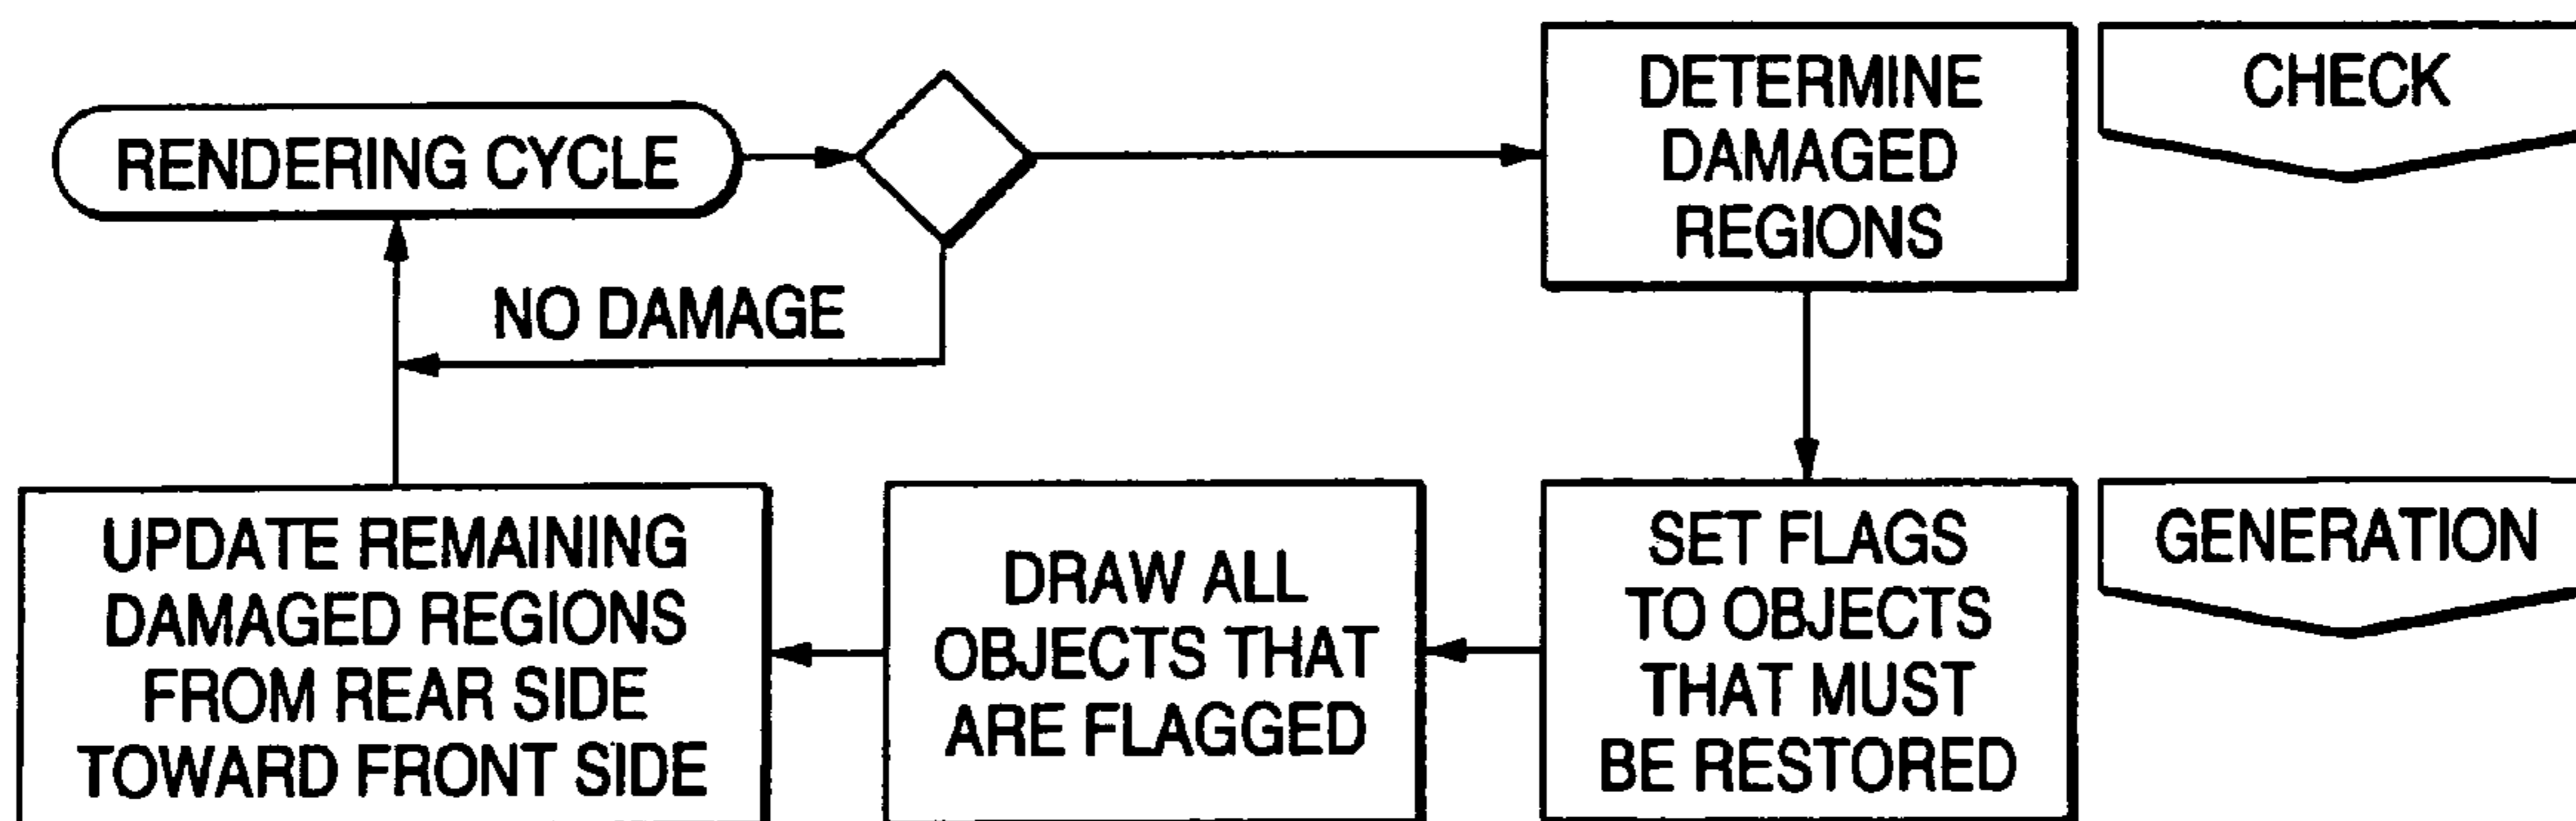 RENDERING CYCLE
NO DAMAGE
DETERMINE
DAMAGED
REGIONS
CHECK
UPDATE REMAINING
DAMAGED REGIONS
FROM REAR SIDE
TOWARD FRONT SIDE
DRAW ALL
OBJECTS THAT
ARE FLAGGED
SET FLAGS
TO OBJECTS
THAT MUST
BE RESTORED
GENERATION